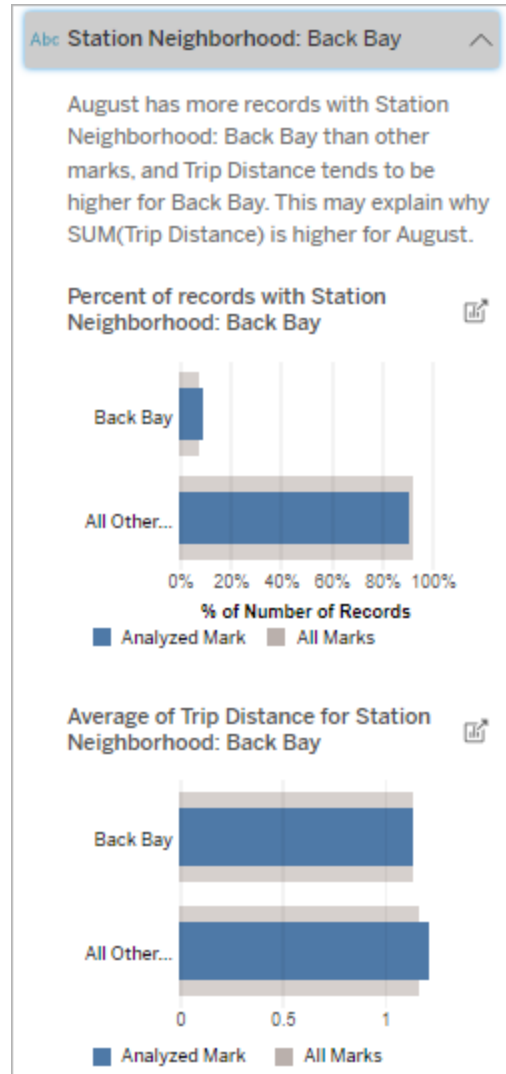 Abc Station Neighborhood: Back Bay
August has more records with Station
Neighborhood: Back Bay than other
marks, and Trip Distance tends to be
higher for Back Bay. This may explain why
SUM(Trip Distance) is higher for August.
Percent of records with Station
Neighborhood: Back Bay
Back Bay
All Other...
0% 20% 40% 60% 80% 100%
% of Number of Records
Analyzed Mark All Marks
Average of Trip Distance for Station
Neighborhood: Back Bay
Back Bay
All Other...
0 0.5 1
Analyzed Mark All Marks